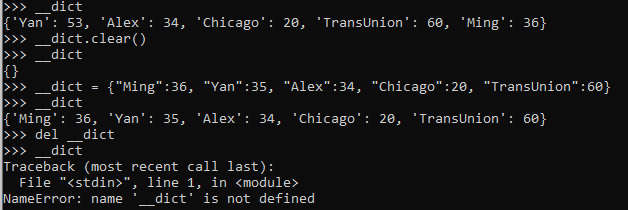 >>> __dict
{'Yan': 53, 'Alex': 34, 'Chicago': 20, 'TransUnion': 60, 'Ming': 36}
>>> __dict.clear()
>>> __dict
{}
>>> __dict = {"Ming":36, "Yan":35, "Alex":34, "Chicago":20, "TransUnion":60}
>>> __dict
{'Ming': 36, 'Yan': 35, 'Alex': 34, 'Chicago': 20, 'TransUnion': 60}
>>> del __dict
>>> __dict
Traceback (most recent call last):
  File "<stdin>", line 1, in <module>
NameError: name '__dict' is not defined